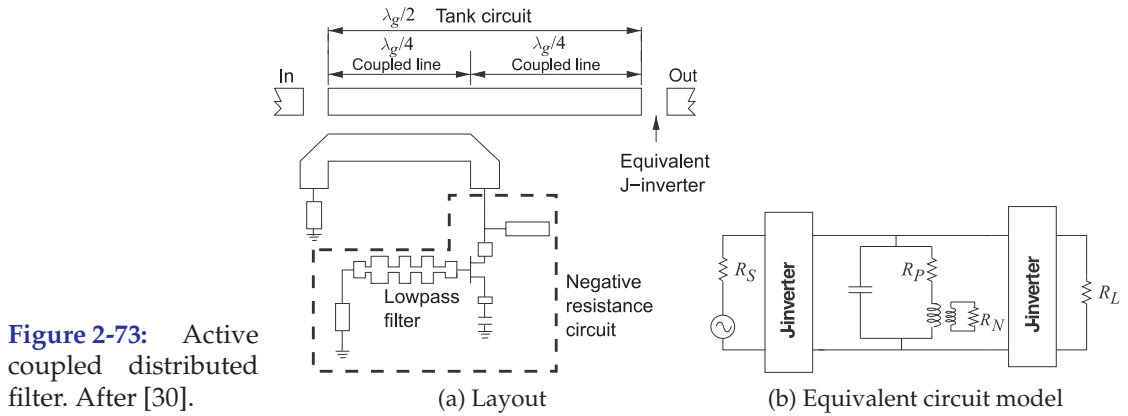 λg/2 Tank circuit
λg/4 λg/4
Coupled line Coupled line
In Out
Equivalent
J–inverter
Lowpass
filter
Negative
resistance
circuit
RS
J-inverter
RP
RN
J-inverter
RL
Figure 2-73: Active
coupled distributed
filter. After [30].
(a) Layout
(b) Equivalent circuit model